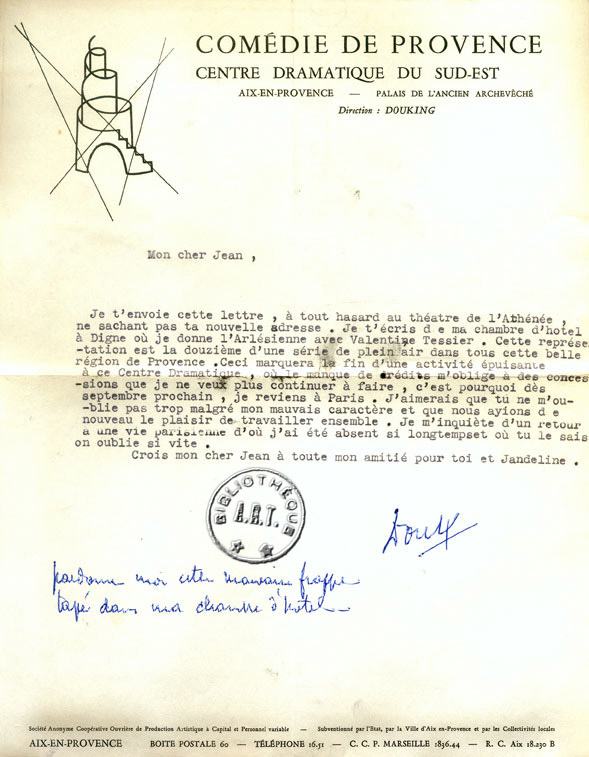 COMÉDIE DE PROVENCE
CENTRE DRAMATIQUE DU SUD-EST
AIX-EN-PROVENCE — PALAIS DE L'ANCIEN ARCHEVÊCHÉ
Direction : DOUKING
Mon cher Jean ,
Je t'envoie cette lettre , à tout hasard au théatre de l'Athénée ,
ne sachant pas ta nouvelle adresse . Je t'écris d e ma chambre d'hotel
à Digne où je donne l'Arlésienne avec Valentine Tessier . Cette représe
-tation est la douzième d'une série de plein air dans tous cette belle
région de Provence .Ceci marquera la fin d'une activité épuisante
à ce Centre Dramatique , où le manque de crédits m'oblige à des conces
-sions que je ne veux plus continuer à faire , c'est pourquoi dès
septembre prochain , je reviens à Paris . J'aimerais que tu ne m'ou-
-blie pas trop malgré mon mauvais caractère et que nous ayions d e
nouveau le plaisir de travailler ensemble . Je m'inquiète d'un retour
à une vie parisienne d'où j'ai été absent si longtempset où tu le sais
on oublie si vite .
Crois mon cher Jean à toute mon amitié pour toi et Jandeline .
BIBLIOTHÈQUE
A.R.T.
pardonne moi cette mauvaise frappe
tapé dans ma chambre d'hotel
Société Anonyme Coopérative Ouvrière de Production Artistique à Capital et Personnel variable — Subventionné par l'Etat, par la Ville d'Aix en-Provence et par les Collectivités locales
AIX-EN-PROVENCE BOITE POSTALE 60 — TÉLÉPHONE 16.51 — C. C. P. MARSEILLE 1836.44 — R. C. Aix 18.230 B